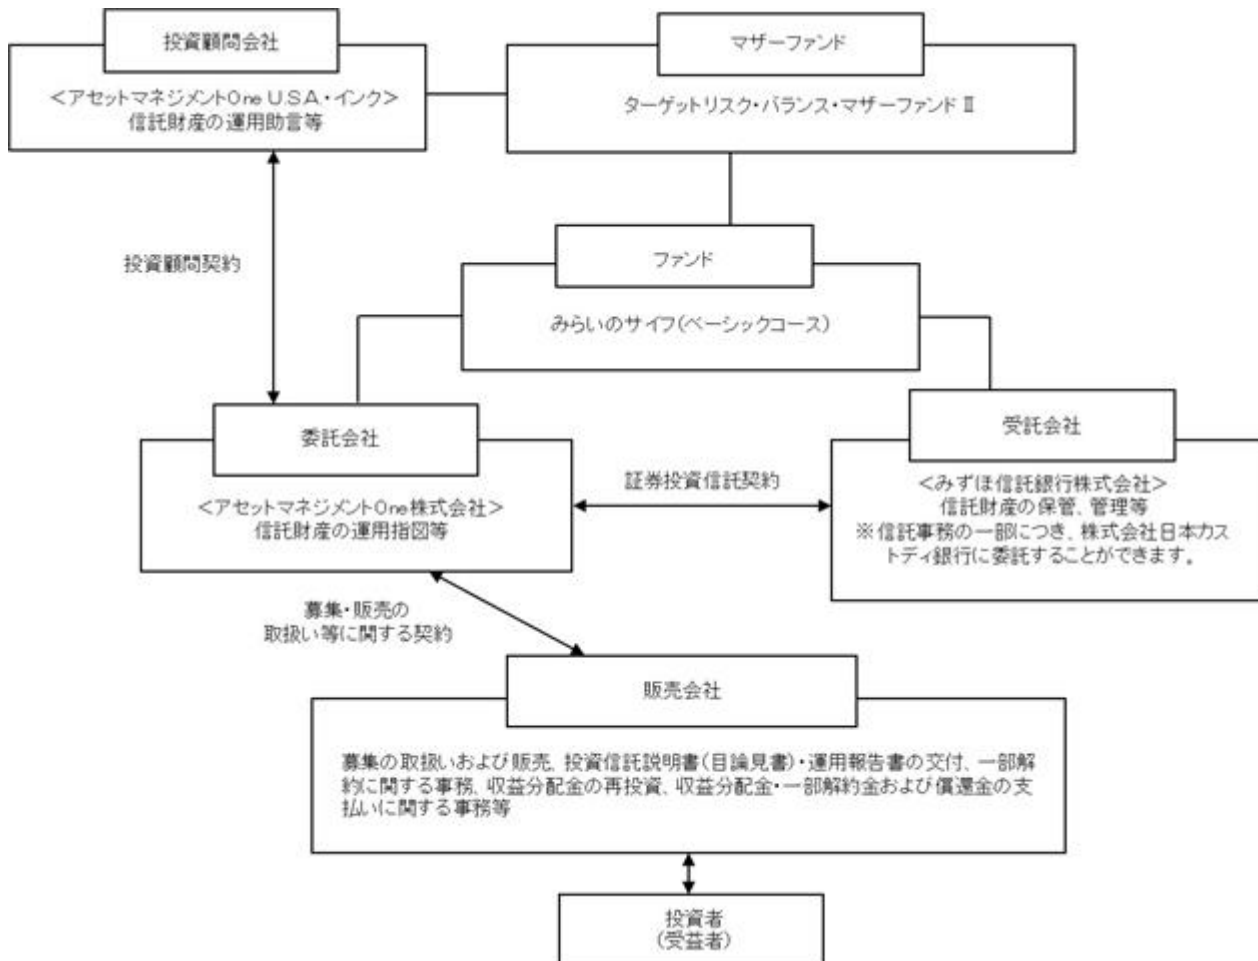 投資顧問会社
<アセットマネジメントOne U.S.A.・インク>
信託財産の運用助言等
マザーファンド
ターゲットリスク・バランス・マザーファンドⅡ
投資顧問契約
ファンド
みらいのサイフ(ベーシックコース)
委託会社
<アセットマネジメントOne株式会社>
信託財産の運用指図等
証券投資信託契約
受託会社
<みずほ信託銀行株式会社>
信託財産の保管、管理等
※信託事務の一部につき、株式会社日本カス
トディ銀行に委託することができます。
募集・販売の
取扱い等に関する契約
販売会社
募集の取扱いおよび販売、投資信託説明書(目論見書)・運用報告書の交付、一部解
約に関する事務、収益分配金の再投資、収益分配金・一部解約金および償還金の支
払いに関する事務等
投資者
(受益者)